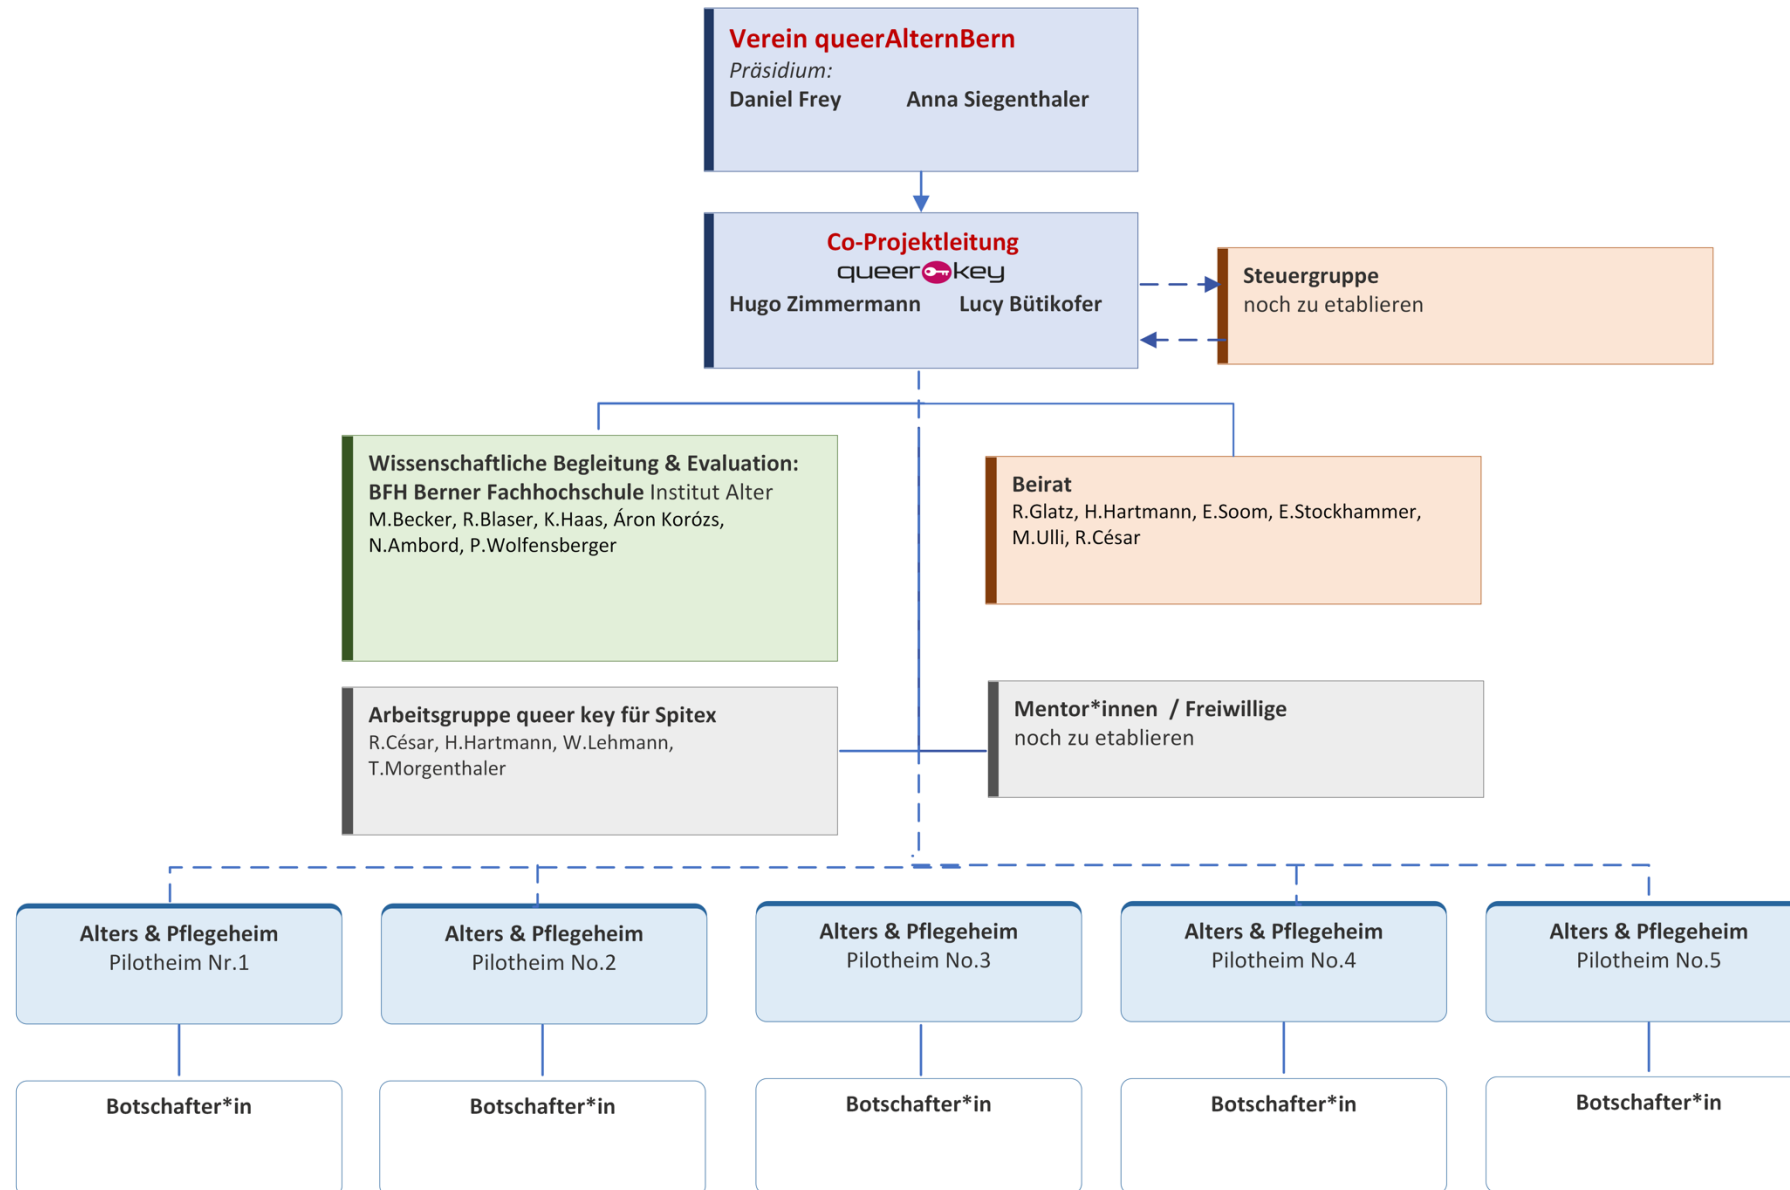 Verein queerAlternBern
Präsidium:
Daniel Frey Anna Siegenthaler
Co-Projektleitung
queer key
Hugo Zimmermann Lucy Bütikofer
Steuergruppe
noch zu etablieren
Wissenschaftliche Begleitung & Evaluation:
BFH Berner Fachhochschule Institut Alter
M.Becker, R.Blaser, K.Haas, Áron Korózs,
N.Ambord, P.Wolfensberger
Beirat
R.Glatz, H.Hartmann, E.Soom, E.Stockhammer,
M.Ulli, R.César
Arbeitsgruppe queer key für Spitex
R.César, H.Hartmann, W.Lehmann,
T.Morgenthaler
Mentor*innen / Freiwillige
noch zu etablieren
Alters & Pflegeheim
Pilotheim Nr.1
Alters & Pflegeheim
Pilotheim No.2
Alters & Pflegeheim
Pilotheim No.3
Alters & Pflegeheim
Pilotheim No.4
Alters & Pflegeheim
Pilotheim No.5
Botschafter*in
Botschafter*in
Botschafter*in
Botschafter*in
Botschafter*in